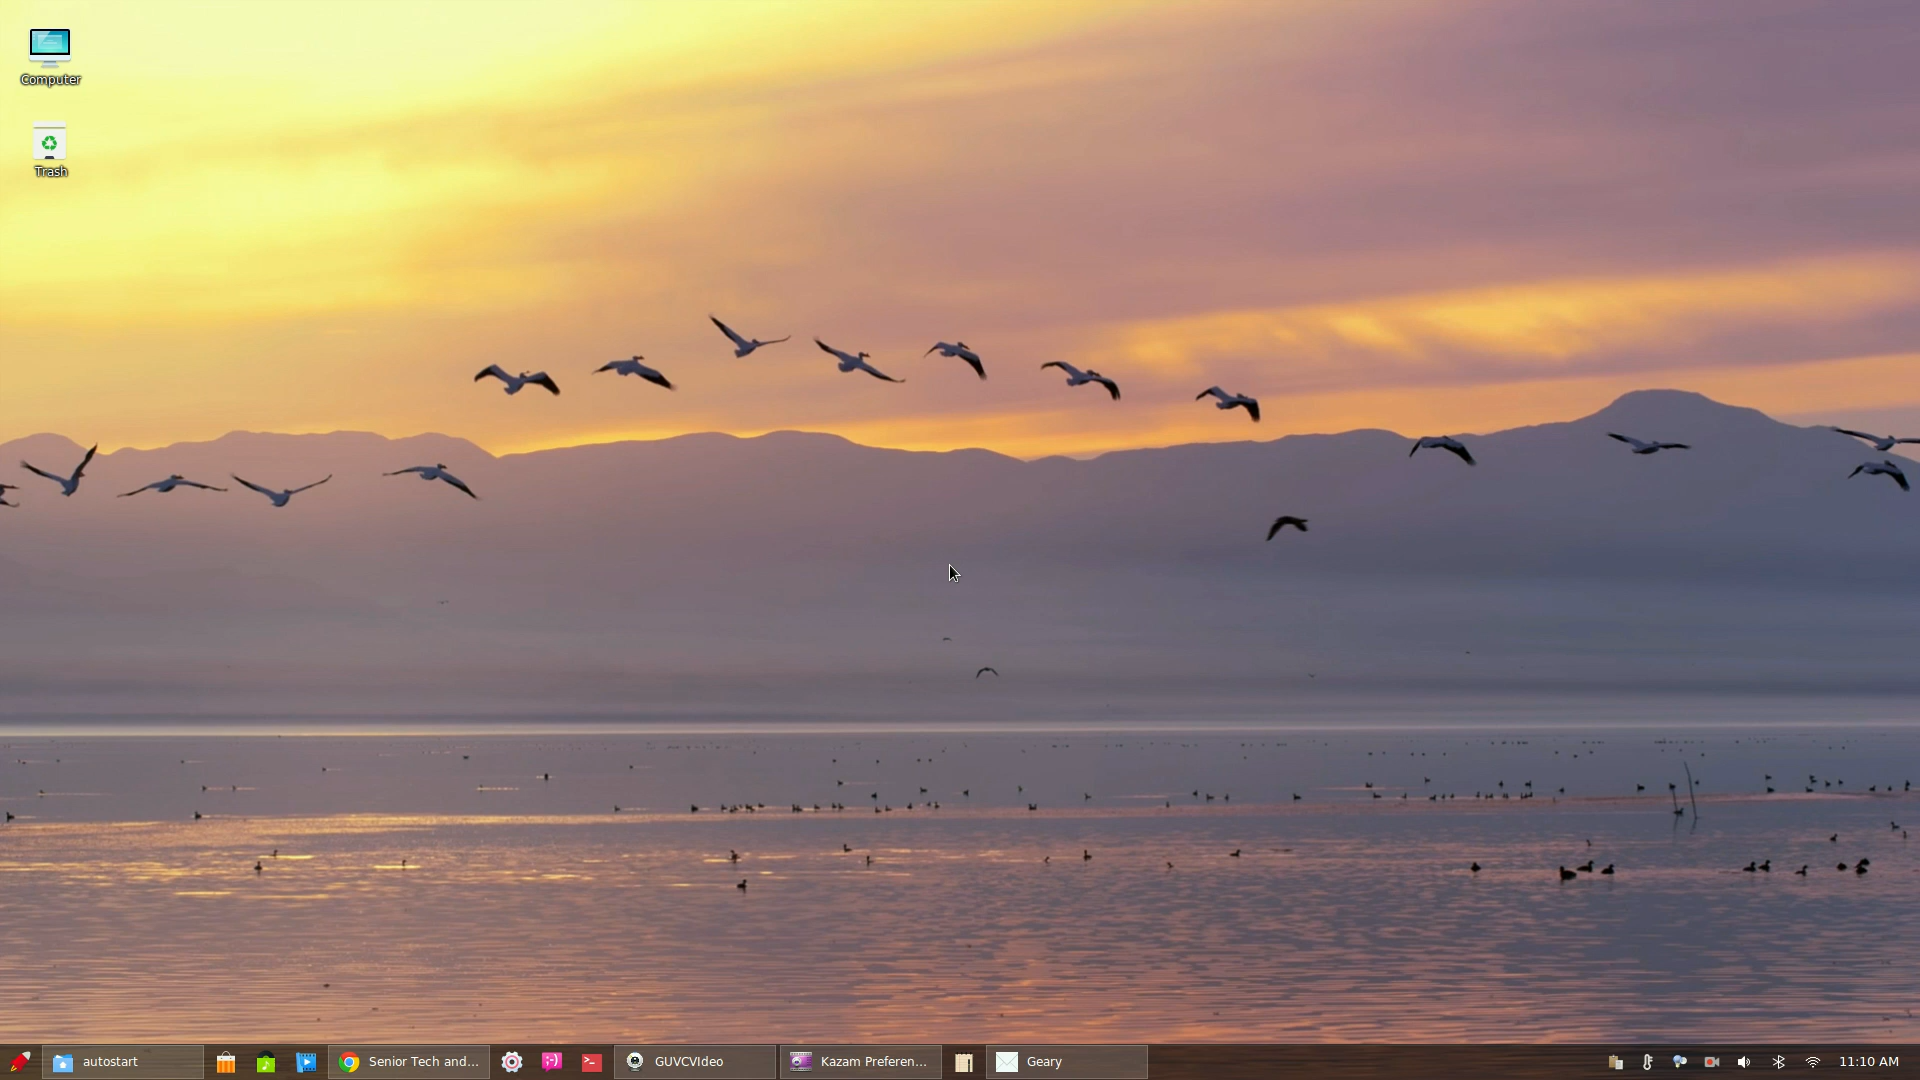 Computer
Trash
autostart
Senior Tech and...
GUVCVIdeo
Kazam Preferen...
Geary
11:10 AM